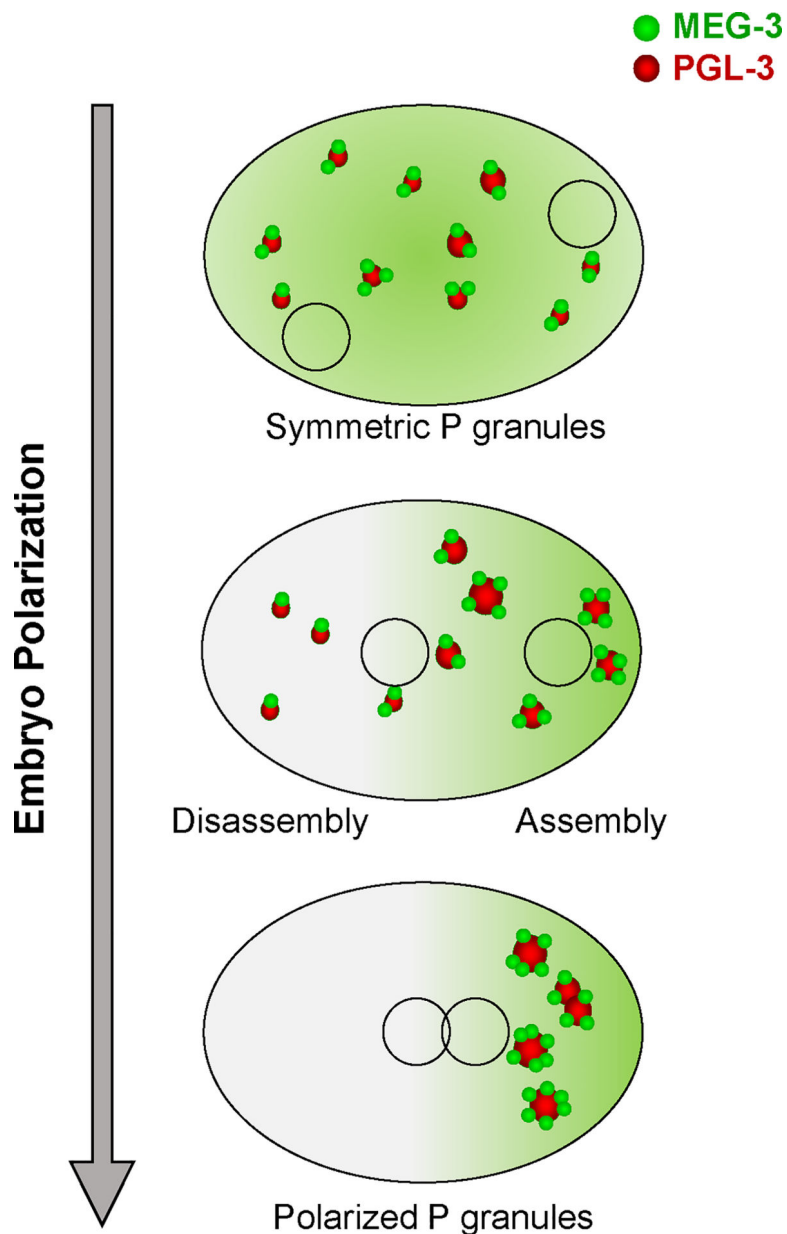 MEG-3
PGL-3
Symmetric P granules
Embryo Polarization
Disassembly
Assembly
Polarized P granules